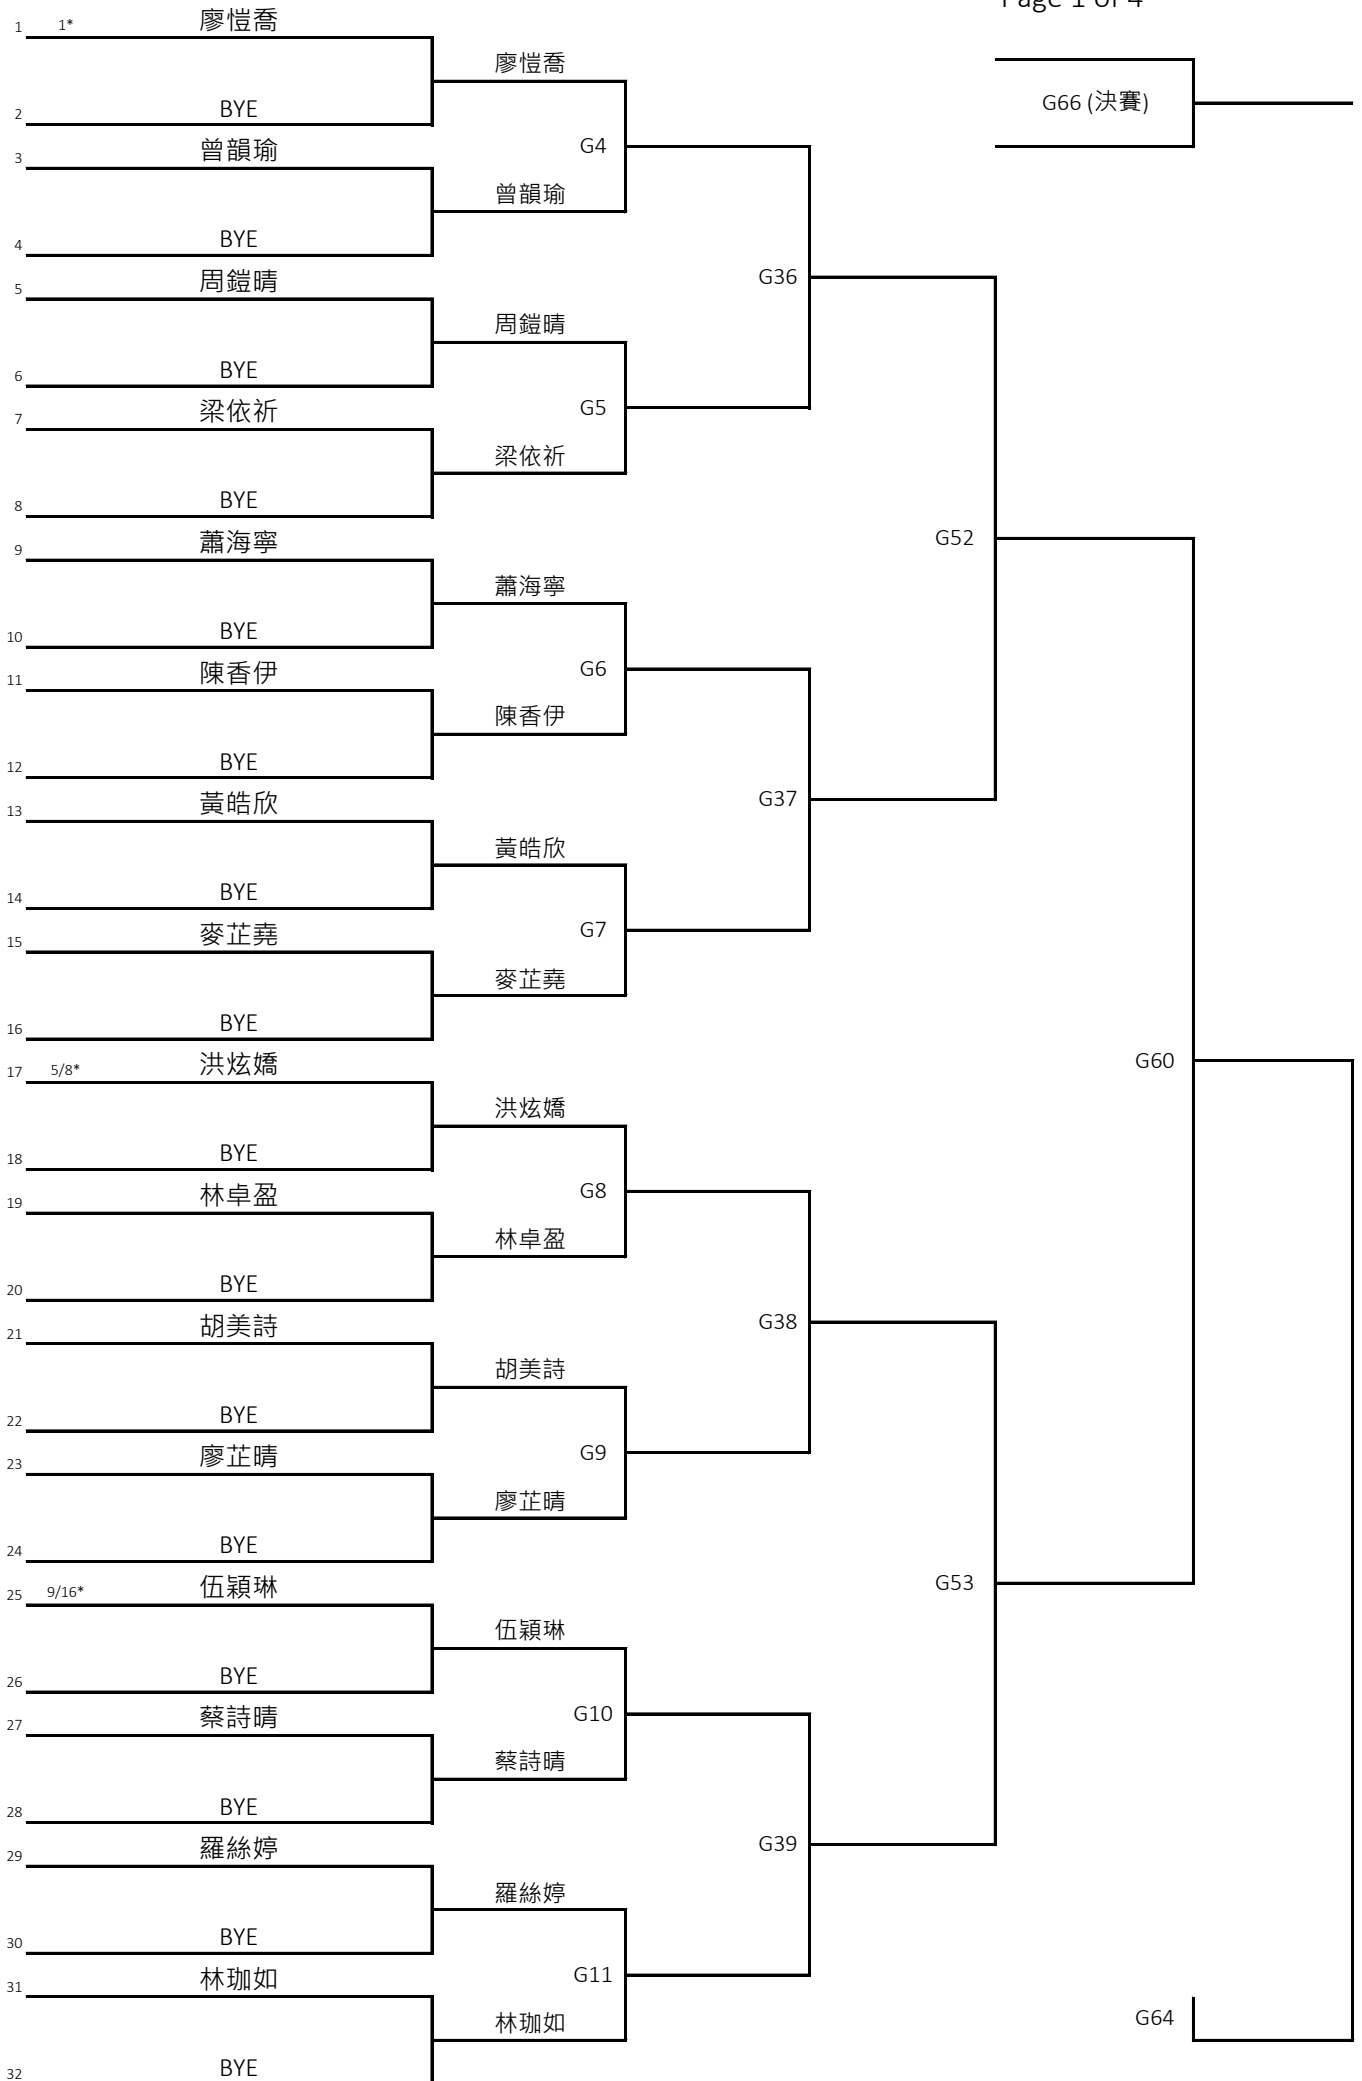 Page 1 of 4
1 1* 廖愷喬
廖愷喬
G66 (決賽)
2 BYE
3 曾韻瑜
G4
曾韻瑜
4 BYE
5 周鎧晴
G36
周鎧晴
6 BYE
7 梁依祈
G5
梁依祈
8 BYE
9 蕭海寧
G52
蕭海寧
10 BYE
11 陳香伊
G6
陳香伊
12 BYE
13 黃皓欣
G37
黃皓欣
14 BYE
15 麥芷堯
G7
麥芷堯
16 BYE
17 5/8* 洪炫嬌
G60
洪炫嬌
18 BYE
19 林卓盈
G8
林卓盈
20 BYE
21 胡美詩
G38
胡美詩
22 BYE
23 廖芷晴
G9
廖芷晴
24 BYE
25 9/16* 伍穎琳
G53
伍穎琳
26 BYE
27 蔡詩晴
G10
蔡詩晴
28 BYE
29 羅絲婷
G39
羅絲婷
30 BYE
31 林珈如
G11
林珈如
G64
32 BYE